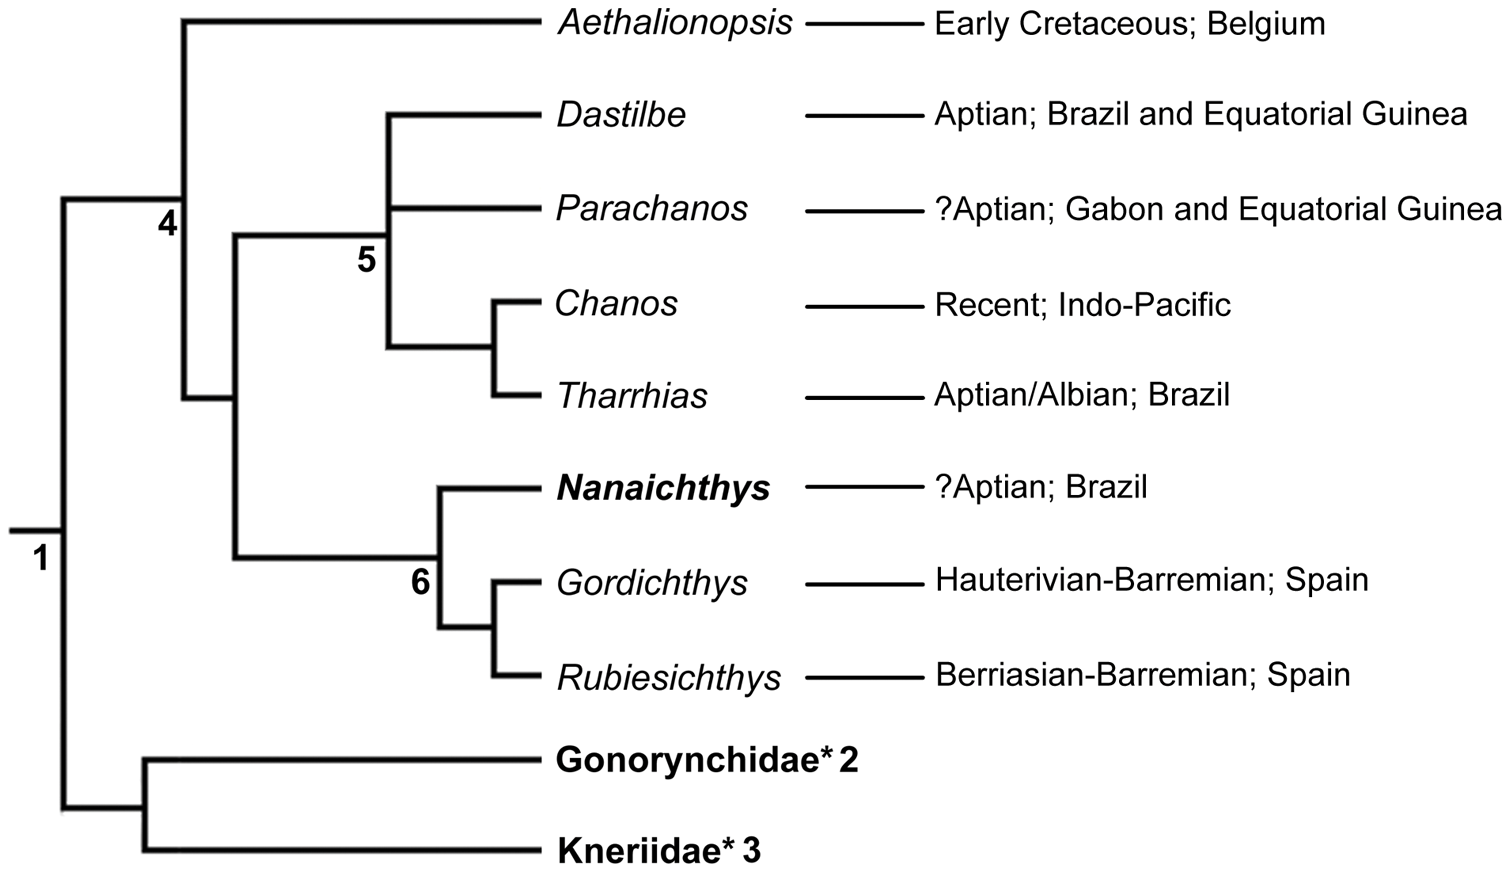 Aethalionopsis Early Cretaceous; Belgium
Dastilbe Aptian; Brazil and Equatorial Guinea
Parachanos ?Aptian; Gabon and Equatorial Guinea
4
5
Chanos Recent; Indo-Pacific
Tharrhias Aptian/Albian; Brazil
Nanaichthys ?Aptian; Brazil
1
6
Gordichthys Hauterivian-Barremian; Spain
Rubiesichthys Berriasian-Barremian; Spain
Gonorynchidae* 2
Kneriidae* 3